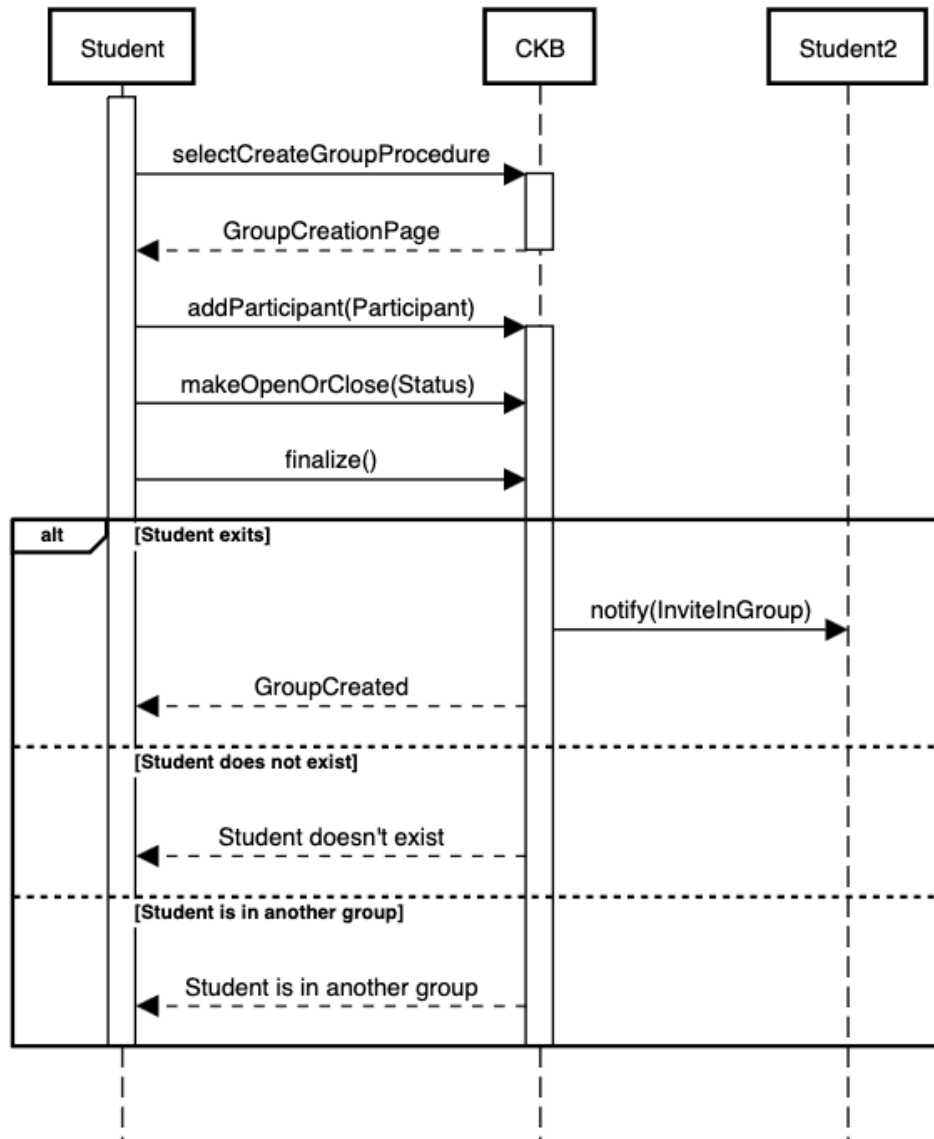 Student
CKB
Student2
selectCreateGroupProcedure
GroupCreationPage
addParticipant(Participant)
makeOpenOrClose(Status)
finalize()
alt
[Student exits]
notify(InviteInGroup)
GroupCreated
[Student does not exist]
Student doesn't exist
[Student is in another group]
Student is in another group